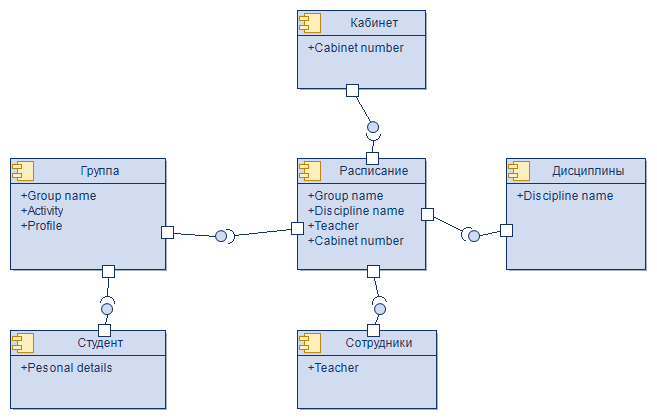 Кабинет
+Cabinet number
Группа
+Group name
+Activity
+Profile
Расписание
+Group name
+Discipline name
+Teacher
+Cabinet number
Дисциплины
+Discipline name
Студент
+Pesonal details
Сотрудники
+Teacher